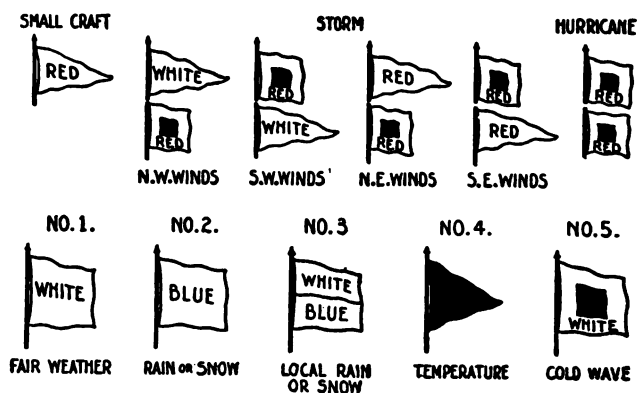 SMALL CRAFT STORM HURRICANE
RED WHITE RED RED RED RED
RED WHITE RED RED RED
N.W.WINDS S.W.WINDS' N.E.WINDS S.E.WINDS
NO.1. NO.2. NO.3 NO.4. NO.5.
WHITE BLUE WHITE
BLUE WHITE
FAIR WEATHER RAIN OR SNOW LOCAL RAIN TEMPERATURE COLD WAVE
OR SNOW